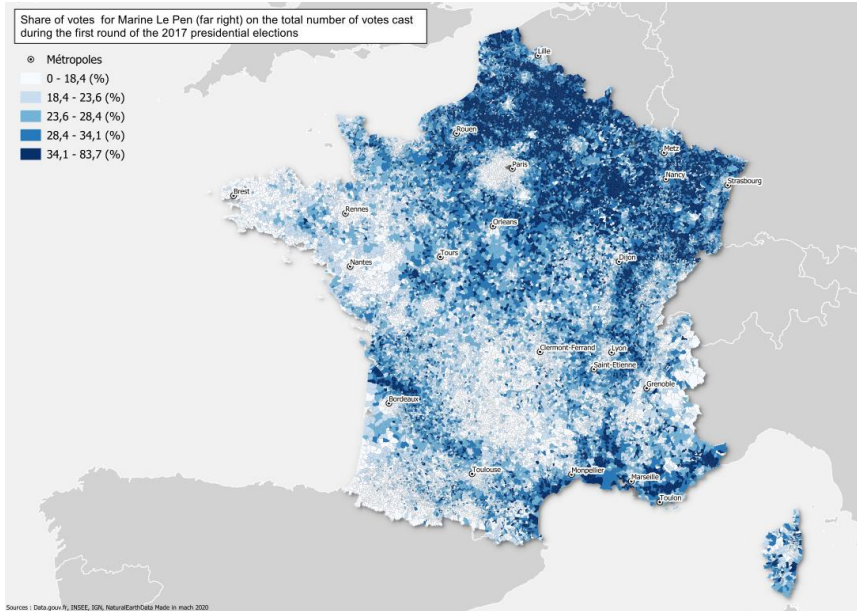 Share of votes for Marine Le Pen (far right) on the total number of votes cast
during the first round of the 2017 presidential elections
Métropoles
0 - 18,4 (%)
18,4 - 23,6 (%)
23,6 - 28,4 (%)
28,4 - 34,1 (%)
34,1 - 83,7 (%)
Lille
Rouen
Metz
Paris
Nancy
Strasbourg
Brest
Rennes
Orléans
Tours
Dijon
Nantes
Clermont-Ferrand
Lyon
Saint-Etienne
Grenoble
Bordeaux
Toulouse
Montpellier
Marseille
Toulon
Sources : Data.gouv.fr, INSEE, IGN, NaturalEarthData Made in mach 2020